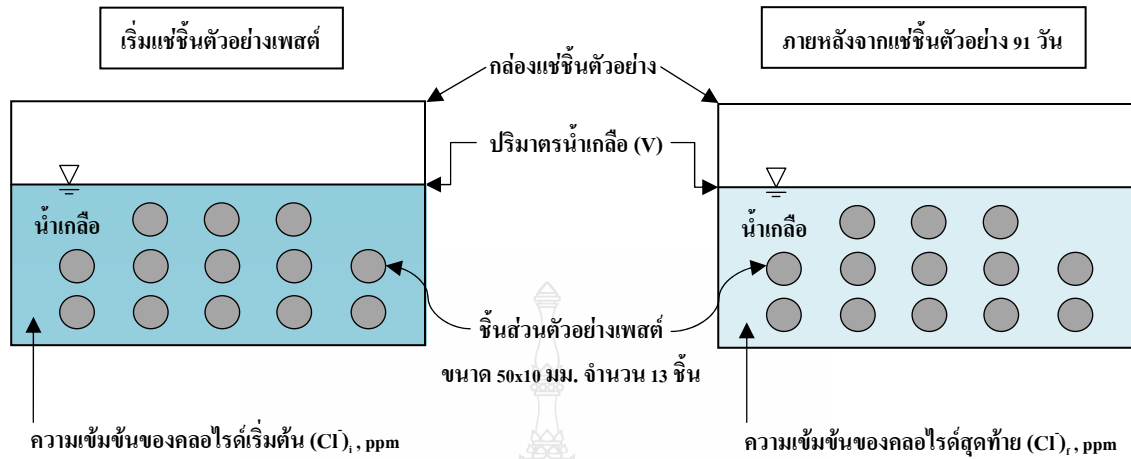 เริ่มแช่ชิ้นตัวอย่างเพสต์
ภายหลังจากแช่ชิ้นตัวอย่าง 91 วัน
กล่องแช่ชิ้นตัวอย่าง
ปริมาตรน้ำเกลือ (V)
น้ำเกลือ
น้ำเกลือ
ชิ้นส่วนตัวอย่างเพสต์
ขนาด 50x10 มม. จำนวน 13 ชิ้น
ความเข้มข้นของคลอไรด์เริ่มต้น (Cl⁻)ᵢ , ppm
ความเข้มข้นของคลอไรด์สุดท้าย (Cl⁻)f , ppm